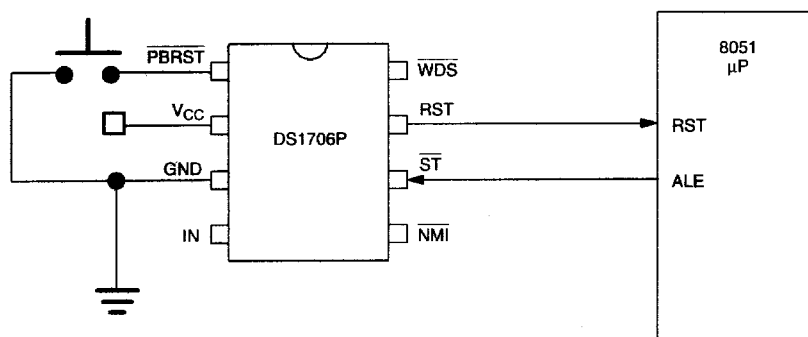 PBRST
WDS
8051
μP
VCC
RST
DS1706P
RST
GND
ST
ALE
IN
NMI